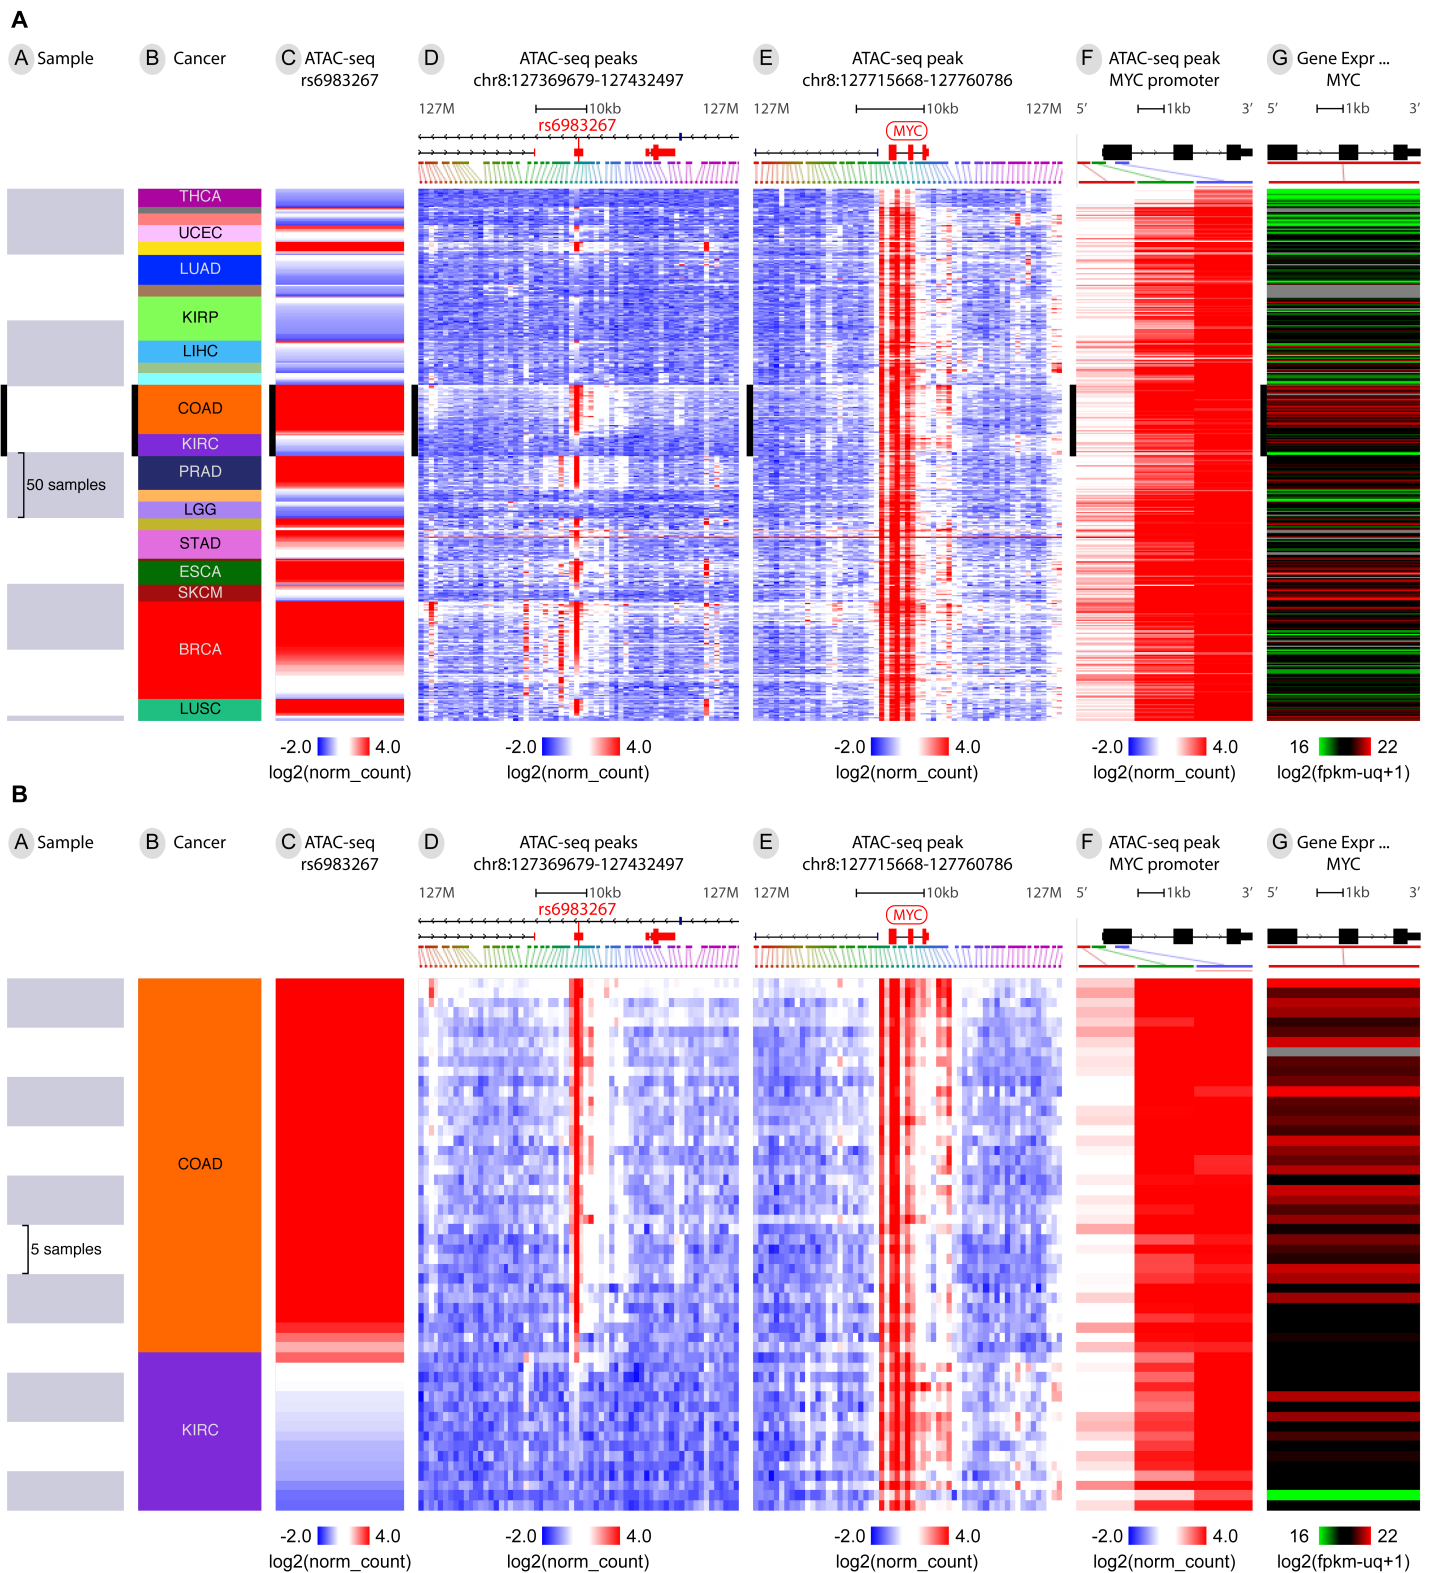 A
A Sample
B Cancer
C ATAC-seq
rs6983267
D ATAC-seq peaks
chr8:127369679-127432497
E ATAC-seq peak
chr8:127715668-127760786
F ATAC-seq peak
MYC promoter
G Gene Expr ...
MYC
127M 10kb 127M
rs6983267
127M 10kb 127M
MYC
5' 1kb 3'
5' 1kb 3'
THCA
UCEC
LUAD
KIRP
LIHC
COAD
KIRC
PRAD
50 samples
LGG
STAD
ESCA
SKCM
BRCA
LUSC
-2.0 4.0
log2(norm_count)
-2.0 4.0
log2(norm_count)
-2.0 4.0
log2(norm_count)
-2.0 4.0
log2(norm_count)
16 22
log2(fpkm-uq+1)
B
A Sample
B Cancer
C ATAC-seq
rs6983267
D ATAC-seq peaks
chr8:127369679-127432497
E ATAC-seq peak
chr8:127715668-127760786
F ATAC-seq peak
MYC promoter
G Gene Expr ...
MYC
127M 10kb 127M
rs6983267
127M 10kb 127M
MYC
5' 1kb 3'
5' 1kb 3'
COAD
5 samples
KIRC
-2.0 4.0
log2(norm_count)
-2.0 4.0
log2(norm_count)
-2.0 4.0
log2(norm_count)
-2.0 4.0
log2(norm_count)
16 22
log2(fpkm-uq+1)